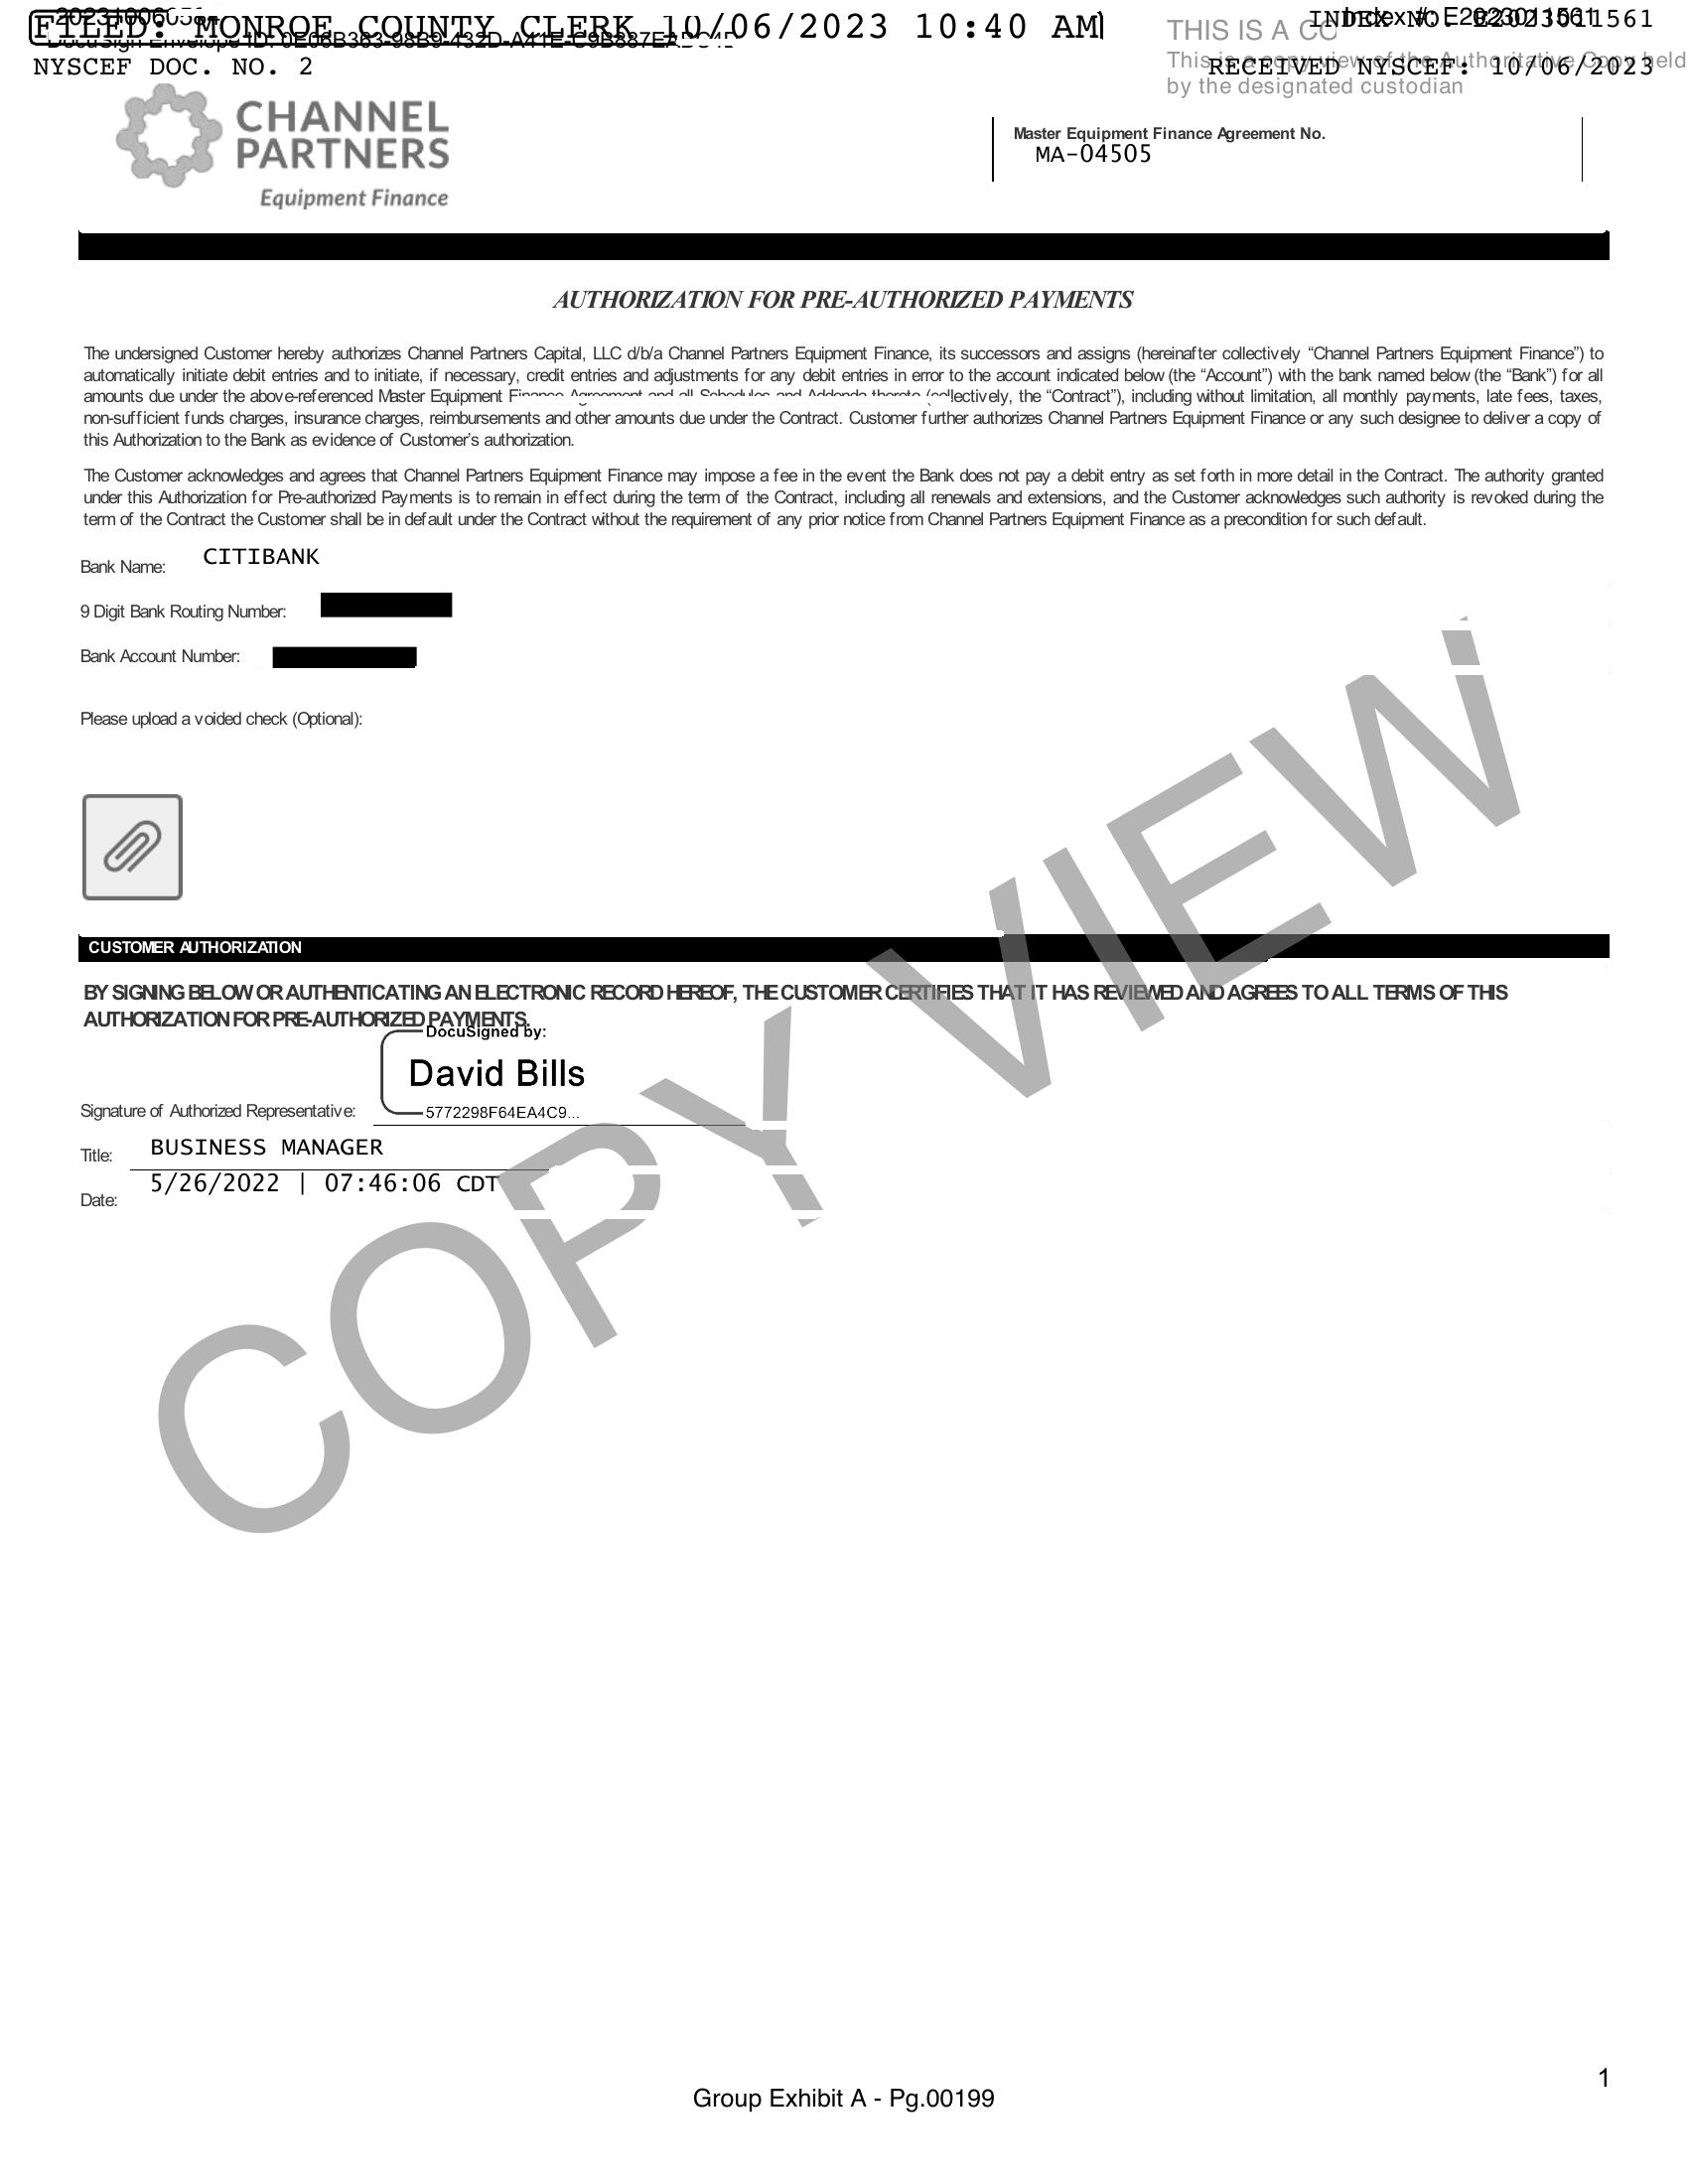 FILED: MONROE COUNTY CLERK 10/06/2023 10:40 AM
INDEX NO. E2023011561
NYSCEF DOC. NO. 2
RECEIVED NYSCEF: 10/06/2023
THIS IS A
This is a copy view of the Authoritative Copy held
by the designated custodian
CHANNEL
PARTNERS
Equipment Finance
Master Equipment Finance Agreement No.
MA-04505
AUTHORIZATION FOR PRE-AUTHORIZED PAYMENTS
The undersigned Customer hereby authorizes Channel Partners Capital, LLC d/b/a Channel Partners Equipment Finance, its successors and assigns (hereinafter collectively “Channel Partners Equipment Finance”) to
automatically initiate debit entries and to initiate, if necessary, credit entries and adjustments for any debit entries in error to the account indicated below (the “Account”) with the bank named below (the “Bank”) for all
amounts due under the above-referenced Master Equipment Finance Agreement and all Schedules and Addenda thereto (collectively, the “Contract”), including without limitation, all monthly payments, late fees, taxes,
non-sufficient funds charges, insurance charges, reimbursements and other amounts due under the Contract. Customer further authorizes Channel Partners Equipment Finance or any such designee to deliver a copy of
this Authorization to the Bank as evidence of Customer’s authorization.
The Customer acknowledges and agrees that Channel Partners Equipment Finance may impose a fee in the event the Bank does not pay a debit entry as set forth in more detail in the Contract. The authority granted
under this Authorization for Pre-authorized Payments is to remain in effect during the term of the Contract, including all renewals and extensions, and the Customer acknowledges such authority is revoked during the
term of the Contract the Customer shall be in default under the Contract without the requirement of any prior notice from Channel Partners Equipment Finance as a precondition for such default.
Bank Name: CITIBANK
9 Digit Bank Routing Number:
Bank Account Number:
Please upload a voided check (Optional):
CUSTOMER AUTHORIZATION
BY SIGNING BELOW OR AUTHENTICATING AN ELECTRONIC RECORD HEREOF, THE CUSTOMER CERTIFIES THAT IT HAS REVIEWED AND AGREES TO ALL TERMS OF THIS
AUTHORIZATION FOR PRE-AUTHORIZED PAYMENTS.
DocuSigned by:
David Bills
Signature of Authorized Representative: 5772298F64EA4C9...
Title: BUSINESS MANAGER
Date: 5/26/2022 | 07:46:06 CDT
COPY VIEW
1
Group Exhibit A - Pg.00199